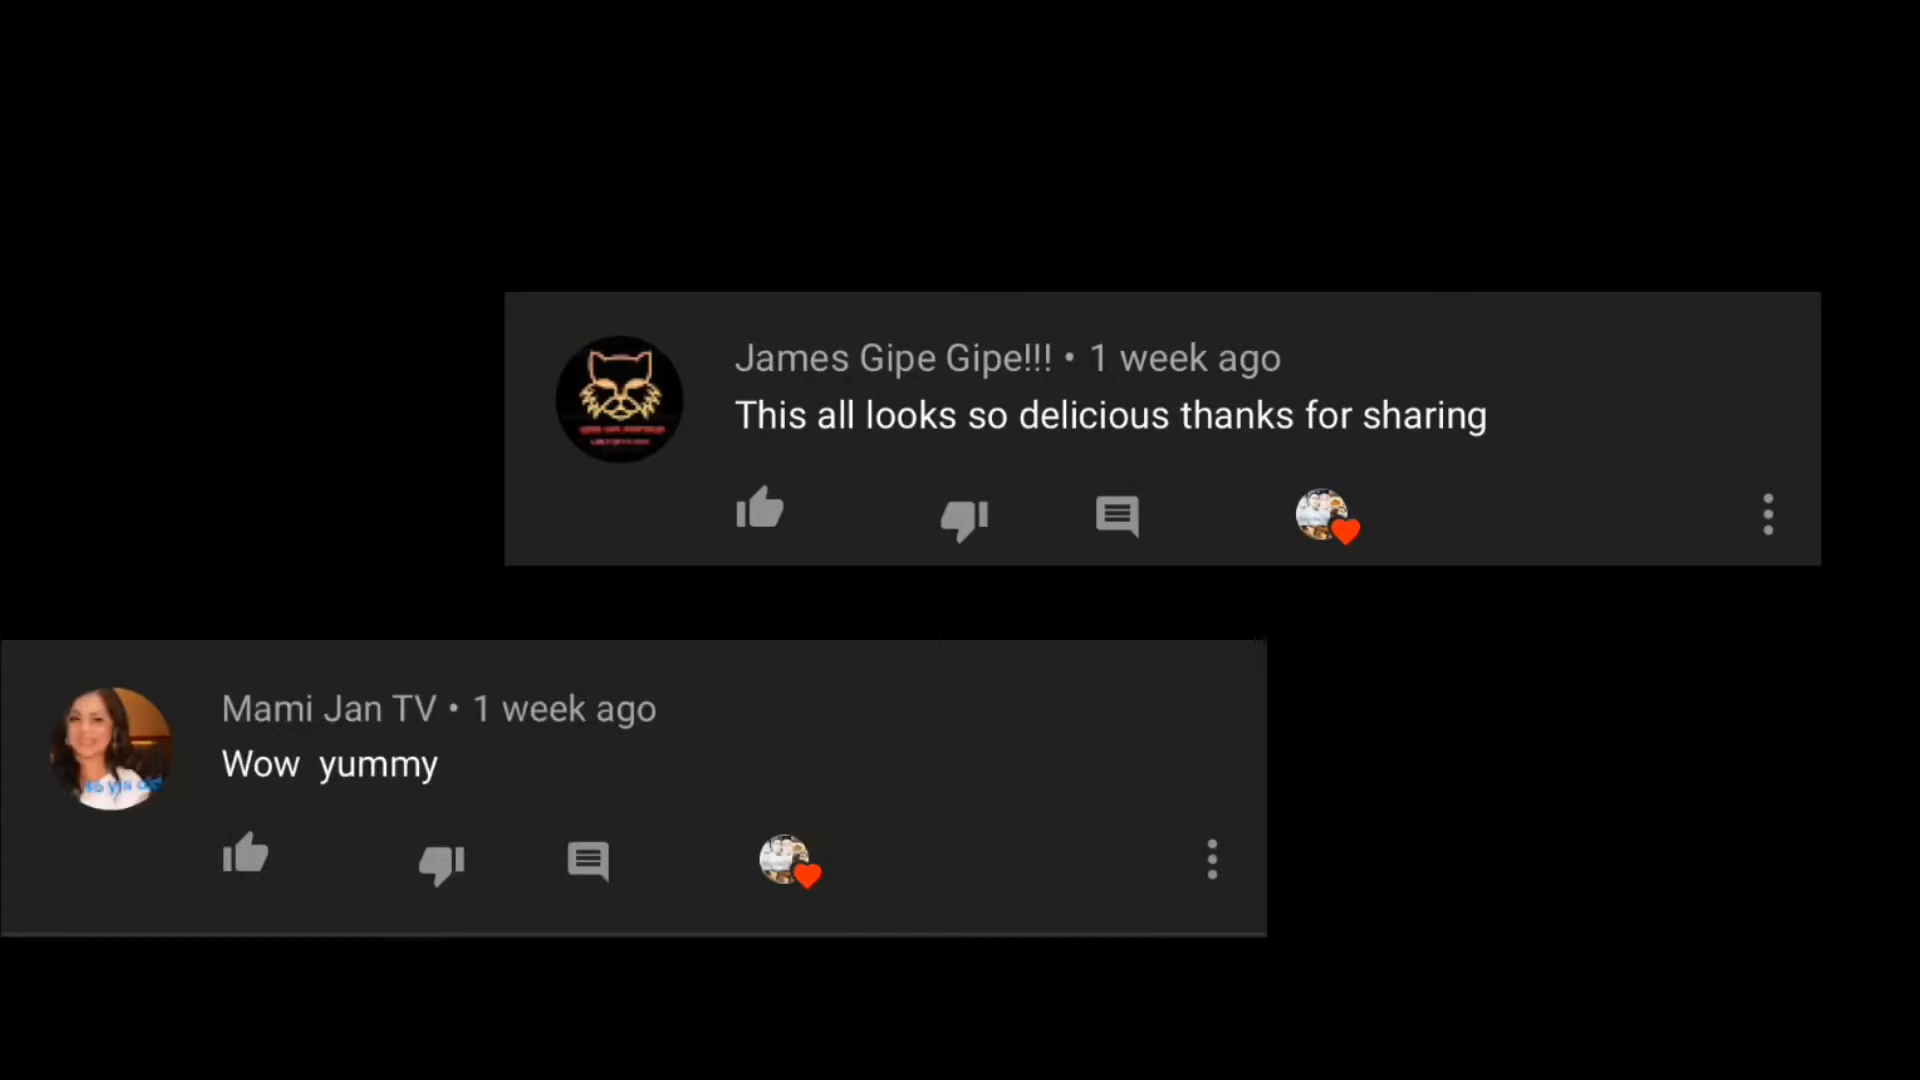 James Gipe Gipe!!! • 1 week ago
This all looks so delicious thanks for sharing
Mami Jan TV • 1 week ago
Wow yummy